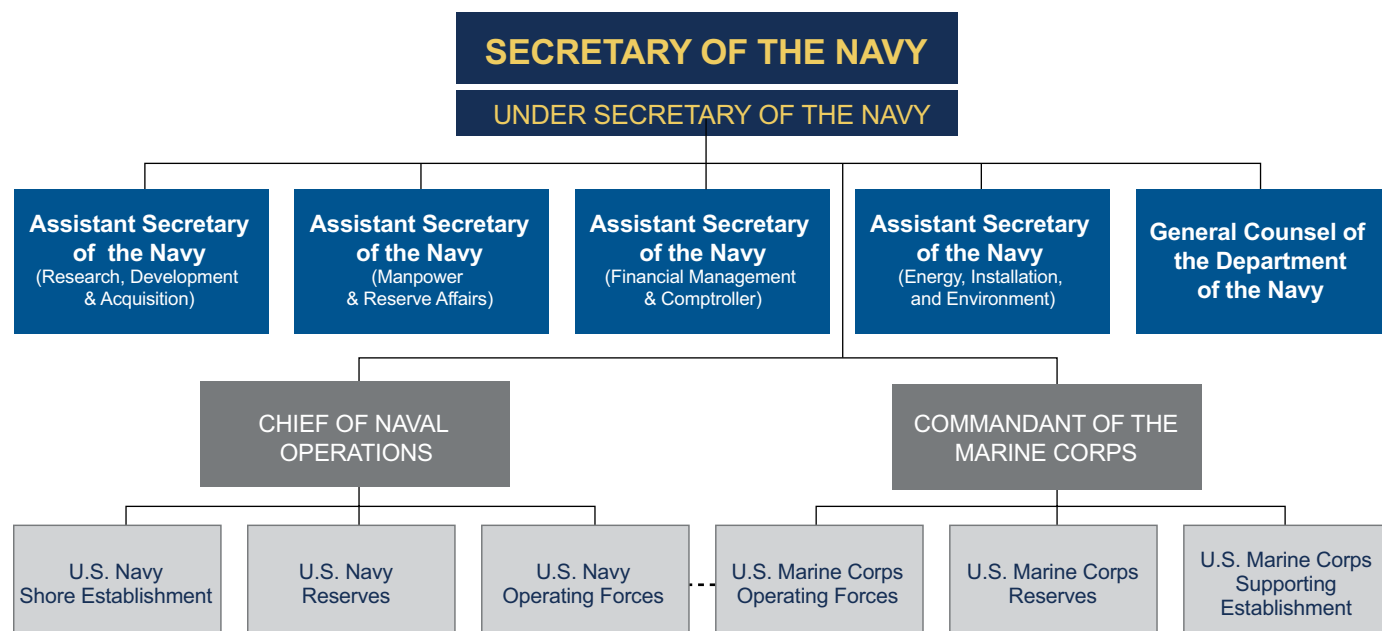 SECRETARY OF THE NAVY
UNDER SECRETARY OF THE NAVY
Assistant Secretary
of the Navy
(Research, Development
& Acquisition)
Assistant Secretary
of the Navy
(Manpower
& Reserve Affairs)
Assistant Secretary
of the Navy
(Financial Management
& Comptroller)
Assistant Secretary
of the Navy
(Energy, Installation,
and Environment)
General Counsel of
the Department
of the Navy
CHIEF OF NAVAL
OPERATIONS
COMMANDANT OF THE
MARINE CORPS
U.S. Navy
Shore Establishment
U.S. Navy
Reserves
U.S. Navy
Operating Forces
U.S. Marine Corps
Operating Forces
U.S. Marine Corps
Reserves
U.S. Marine Corps
Supporting
Establishment